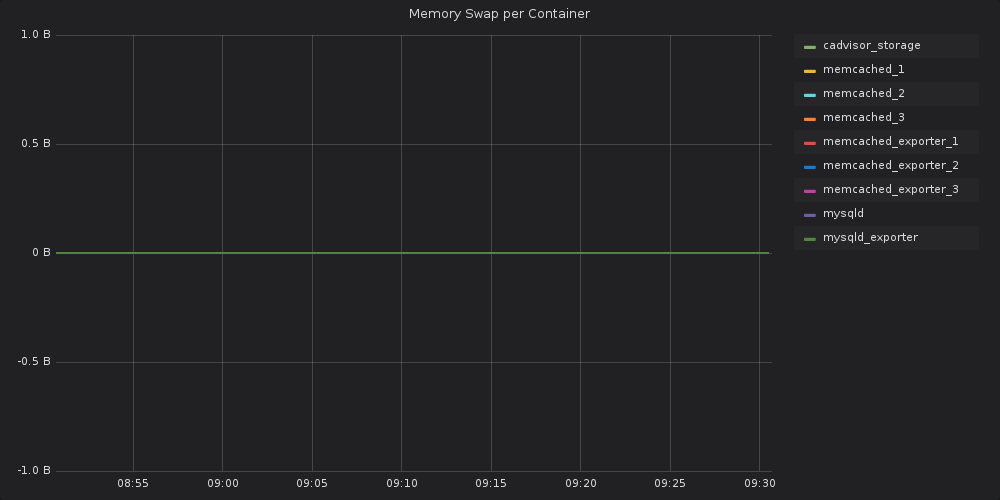 Memory Swap per Container
1.0 B
0.5 B
0 B
-0.5 B
-1.0 B
08:55 09:00 09:05 09:10 09:15 09:20 09:25 09:30
cadvisor_storage
memcached_1
memcached_2
memcached_3
memcached_exporter_1
memcached_exporter_2
memcached_exporter_3
mysqld
mysqld_exporter